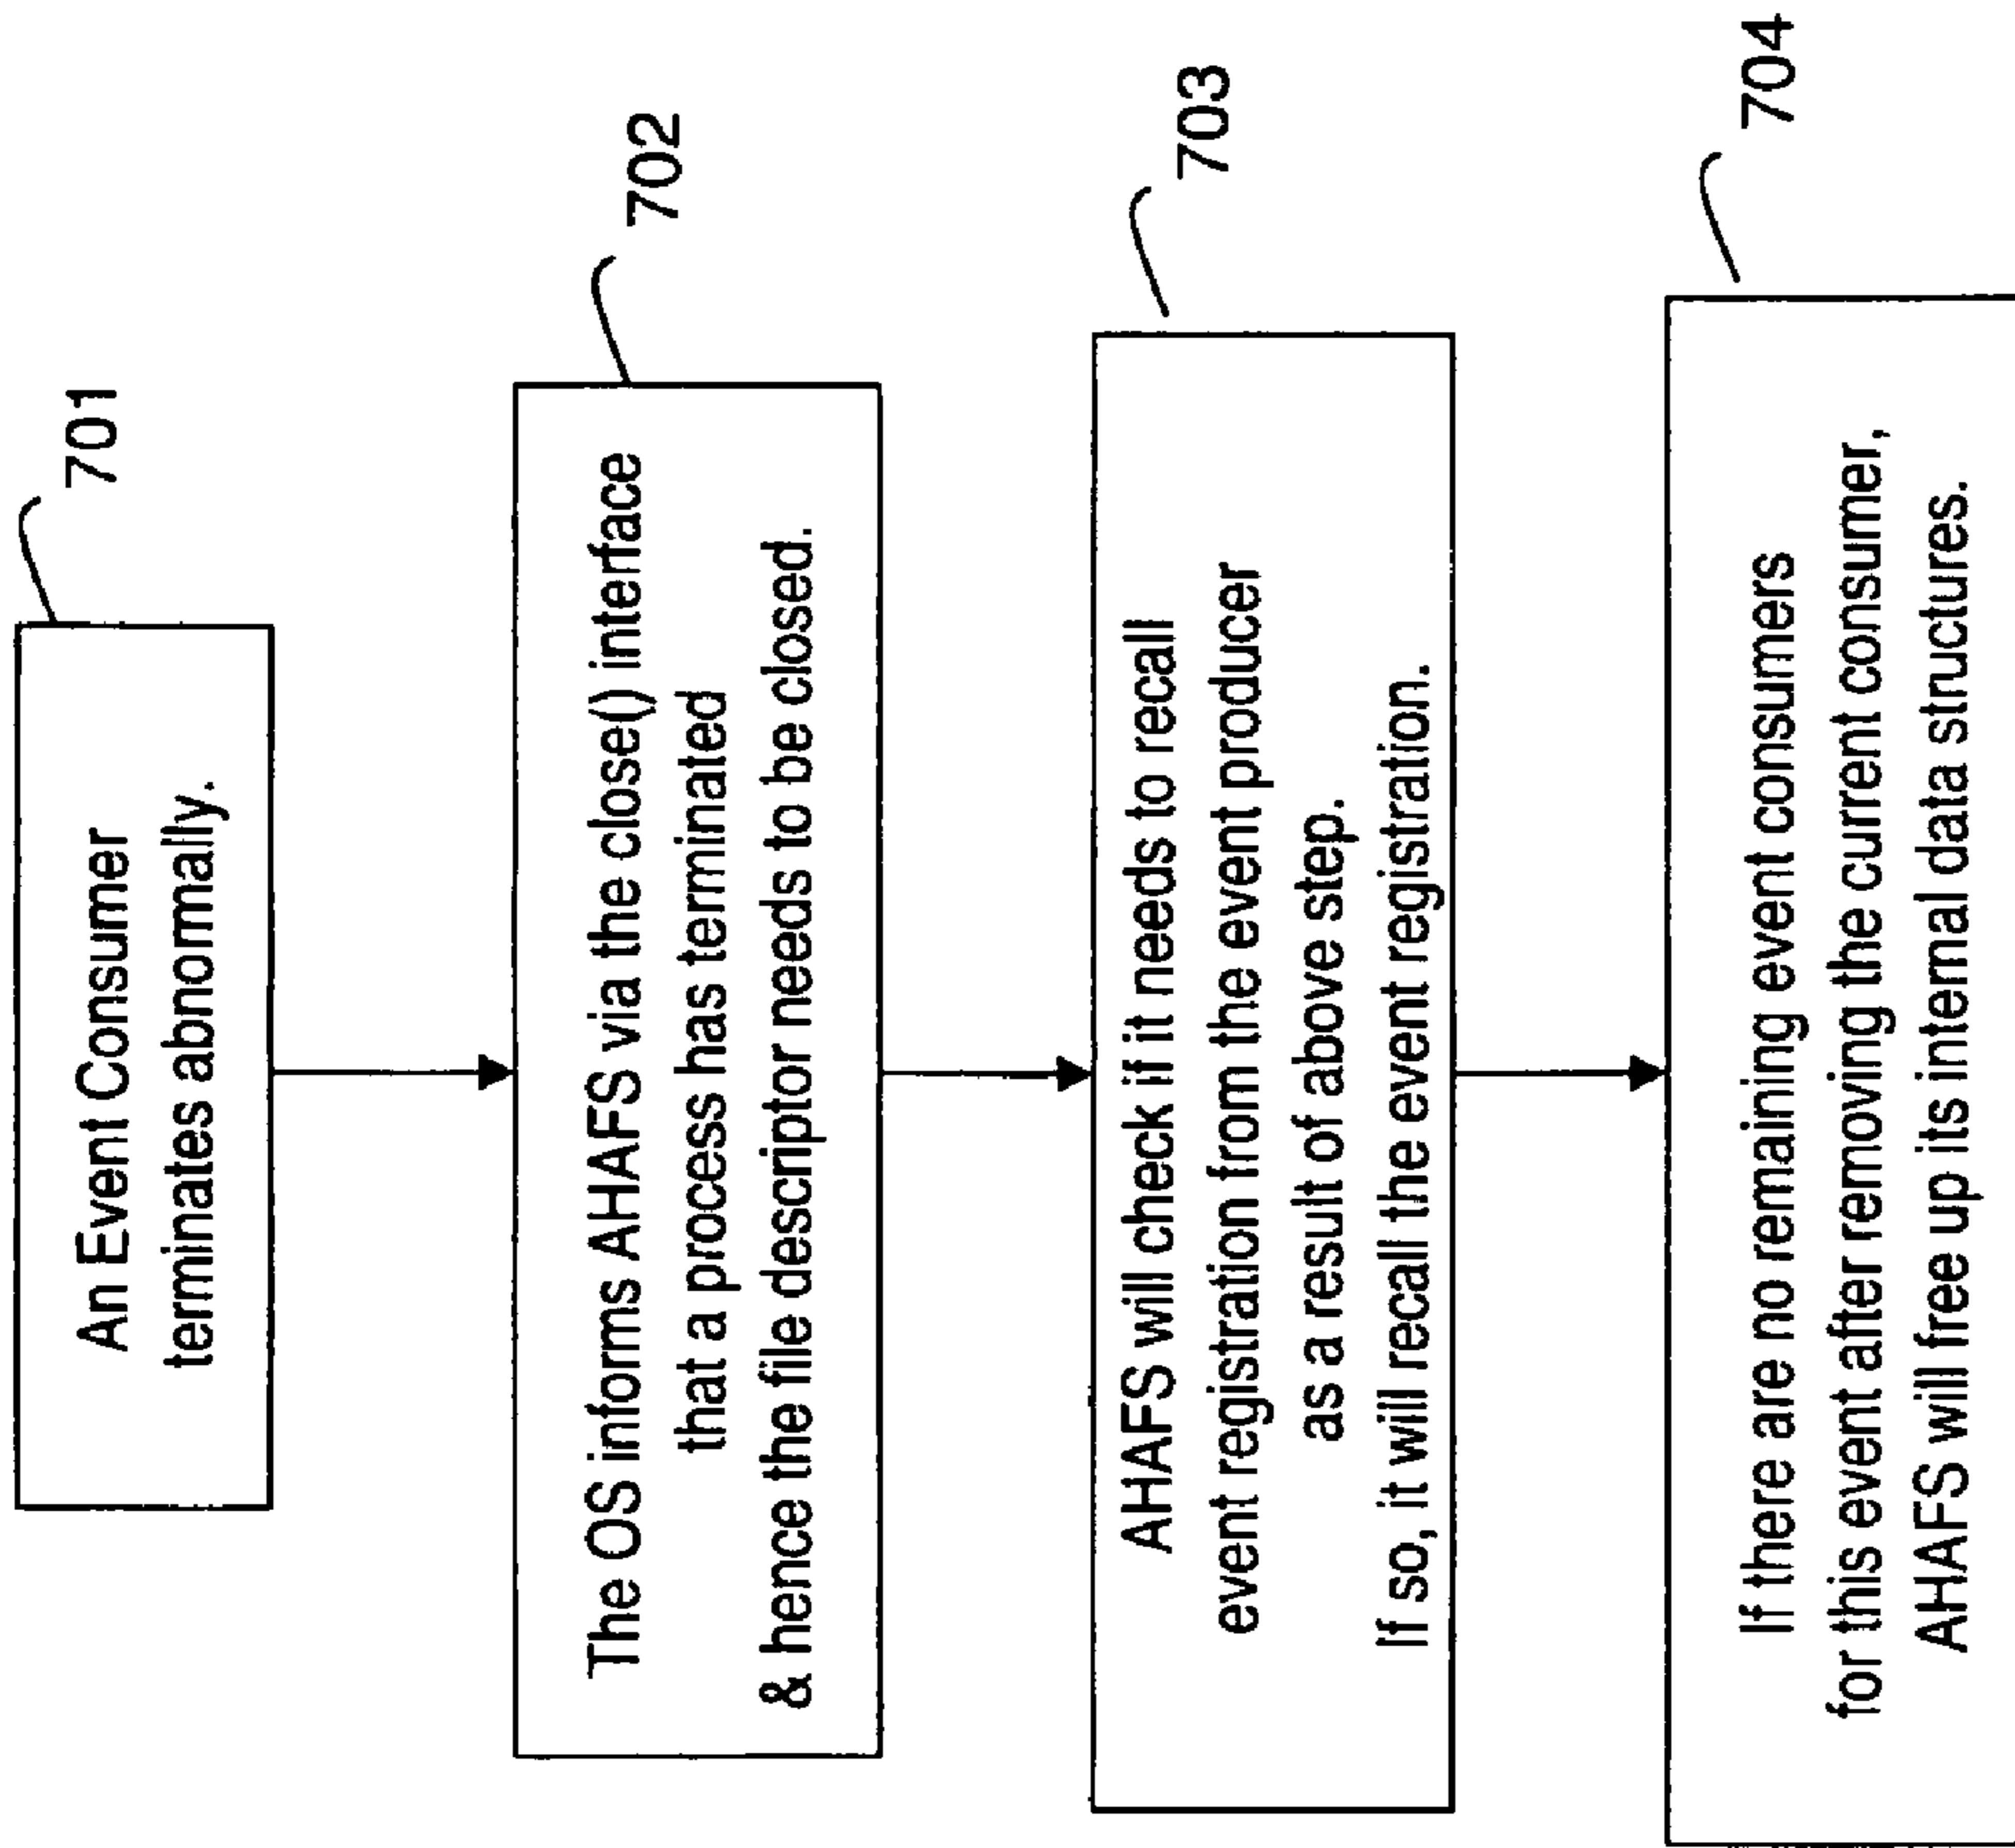 701
An Event Consumer
terminates abnormally.
702
The OS informs AHAFS via the close() interface
that a process has terminated
& hence the file descriptor needs to be closed.
703
AHAFS will check if it needs to recall
event registration from the event producer
as a result of above step.
If so, it will recall the event registration.
704
If there are no remaining event consumers
for this event after removing the current consumer,
AHAFS will free up its internal data structures.